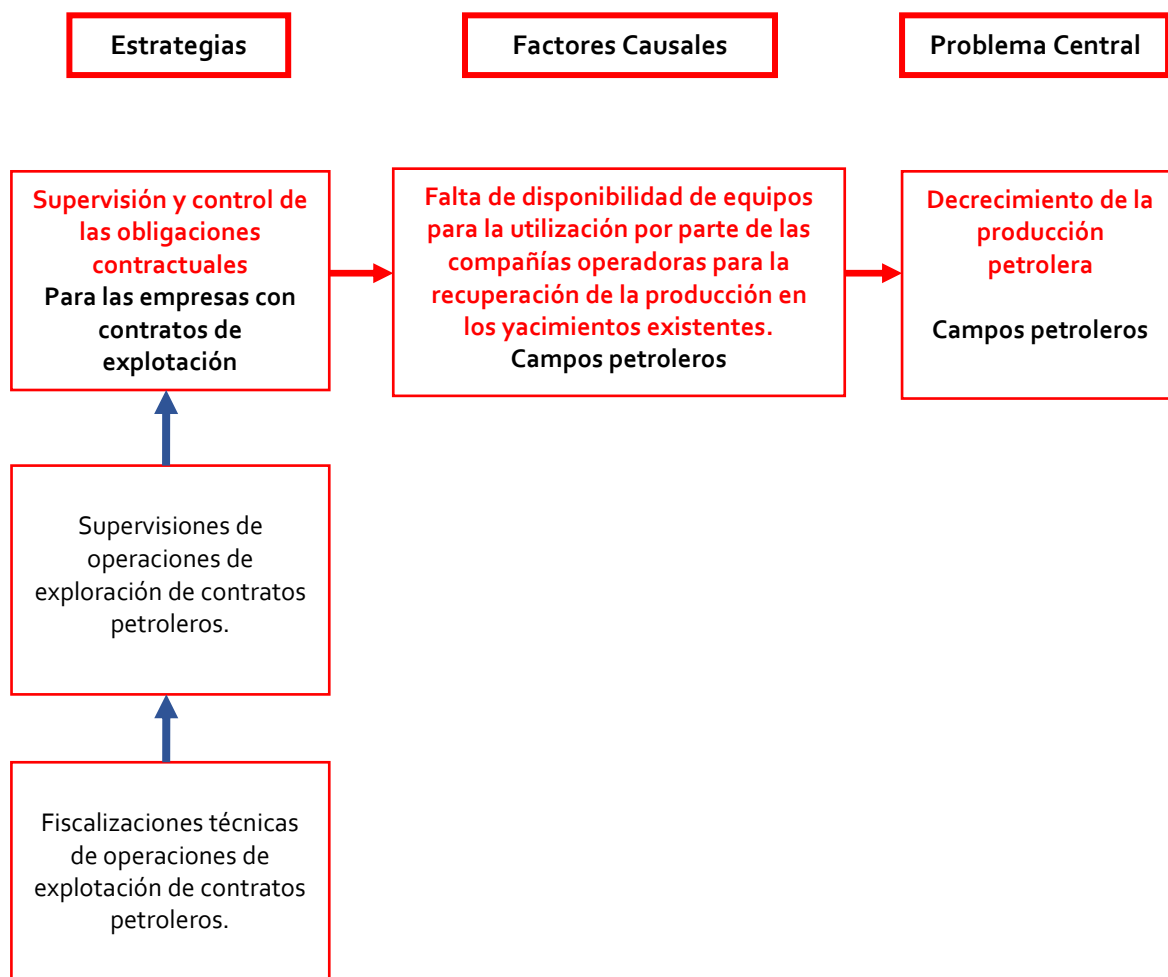 Estrategias
Factores Causales
Problema Central
Supervisión y control de
las obligaciones
contractuales
Para las empresas con
contratos de
explotación
Falta de disponibilidad de equipos
para la utilización por parte de las
compañías operadoras para la
recuperación de la producción en
los yacimientos existentes.
Campos petroleros
Decrecimiento de la
producción
petrolera
Campos petroleros
Supervisiones de
operaciones de
exploración de contratos
petroleros.
Fiscalizaciones técnicas
de operaciones de
explotación de contratos
petroleros.